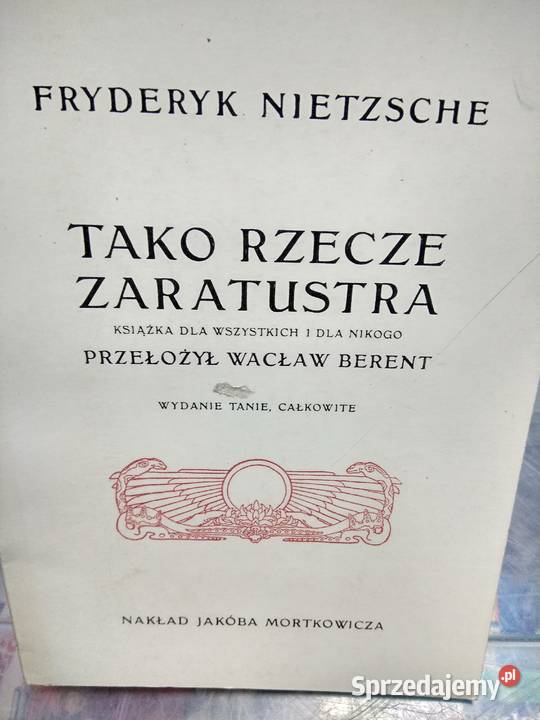 FRYDERYK NIETZSCHE
TAKO RZECZE
ZARATUSTRA
KSIĄŻKA DLA WSZYSTKICH I DLA NIKOGO
PRZEŁOŻYŁ WACŁAW BERENT
WYDANIE TANIE, CAŁKOWITE
NAKŁAD JAKÓBA MORTKOWICZA
Sprzedajemy.pl